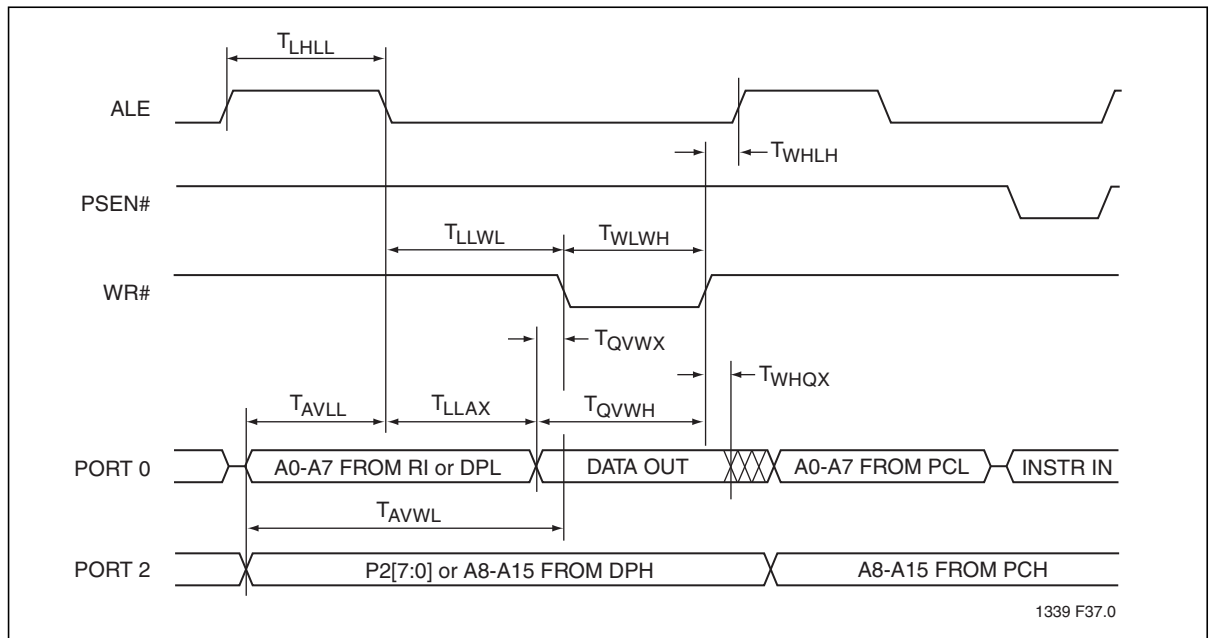 TLHLL
ALE
TWHLH
PSEN#
TLLWL
TWLWH
WR#
TQVWX
TWHQX
TAVLL
TLLAX
TQVWH
PORT 0
A0-A7 FROM RI or DPL
DATA OUT
A0-A7 FROM PCL
INSTR IN
TAVWL
PORT 2
P2[7:0] or A8-A15 FROM DPH
A8-A15 FROM PCH
1339 F37.0